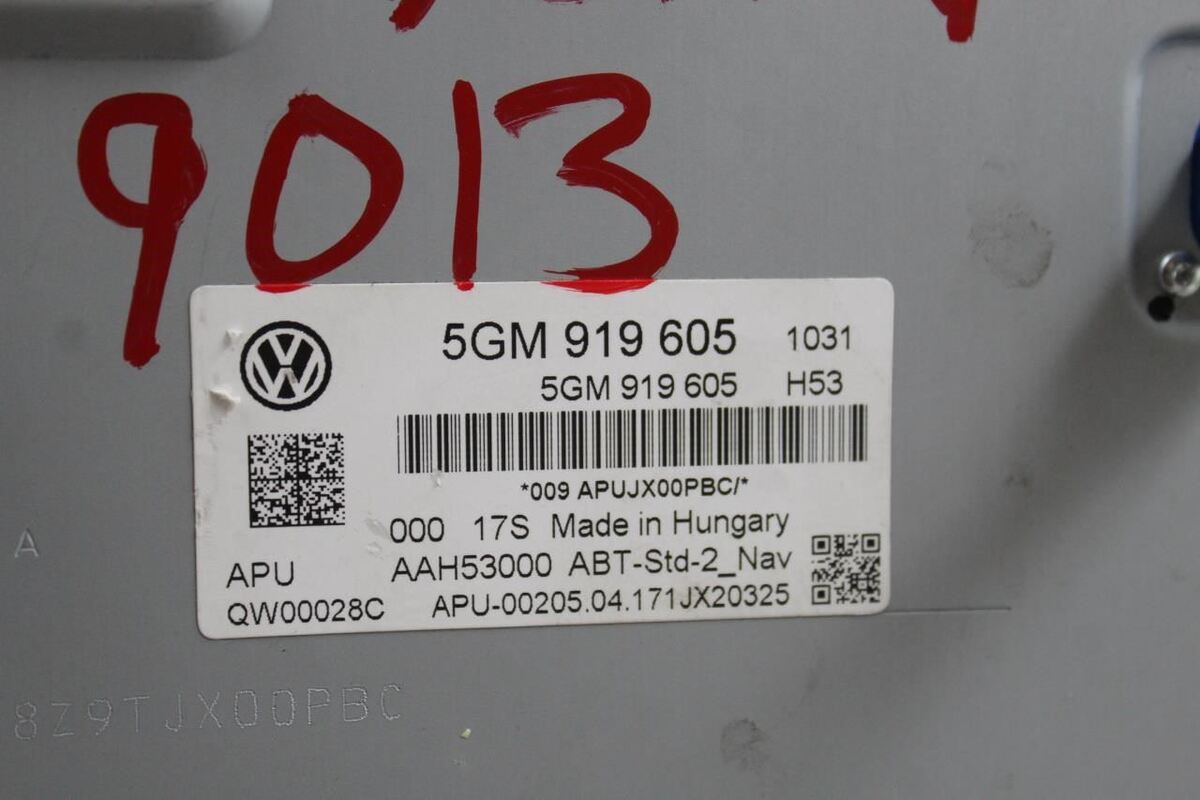 9013
5GM 919 605 1031
5GM 919 605 H53
*009 APUJX00PBC/*
000 17S Made in Hungary
APU AAH53000 ABT-Std-2_Nav
QW00028C APU-00205.04.171JX20325
A
8Z9TJX00PBC